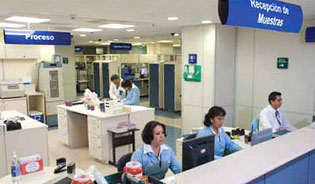 Proceso
Recepción de
Muestras